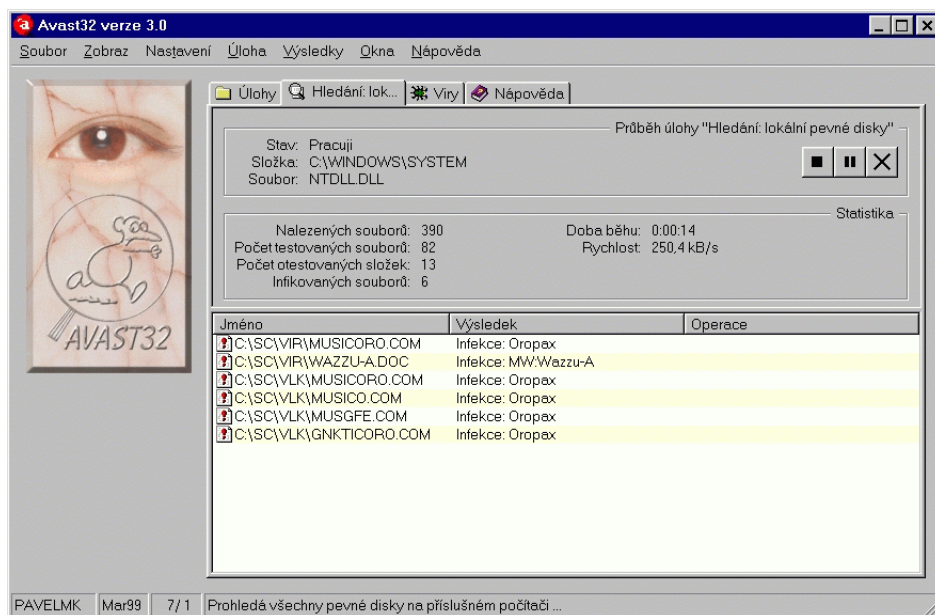 Avast32 verze 3.0
Soubor Zobraz Nastavení Úloha Výsledky Okna Nápověda
Úlohy Hledání: lok... Viry Nápověda
Průběh úlohy "Hledání: lokální pevné disky"
Stav: Pracuji
Složka: C:\WINDOWS\SYSTEM
Soubor: NTDLL.DLL
Statistika
Nalezených souborů: 390 Doba běhu: 0:00:14
Počet testovaných souborů: 82 Rychlost: 250,4 kB/s
Počet otestovaných složek: 13
Infikovaných souborů: 6
AVAST32
Jméno Výsledek Operace
C:\SC\VIR\MUSICORO.COM Infekce: Oropax
C:\SC\VIR\WAZZU-A.DOC Infekce: MW:Wazzu-A
C:\SC\VLK\MUSICORO.COM Infekce: Oropax
C:\SC\VLK\MUSICO.COM Infekce: Oropax
C:\SC\VLK\MUSGFE.COM Infekce: Oropax
C:\SC\VLK\GNKTICORO.COM Infekce: Oropax
PAVELMK Mar99 7/1 Prohledá všechny pevné disky na příslušném počítači ...